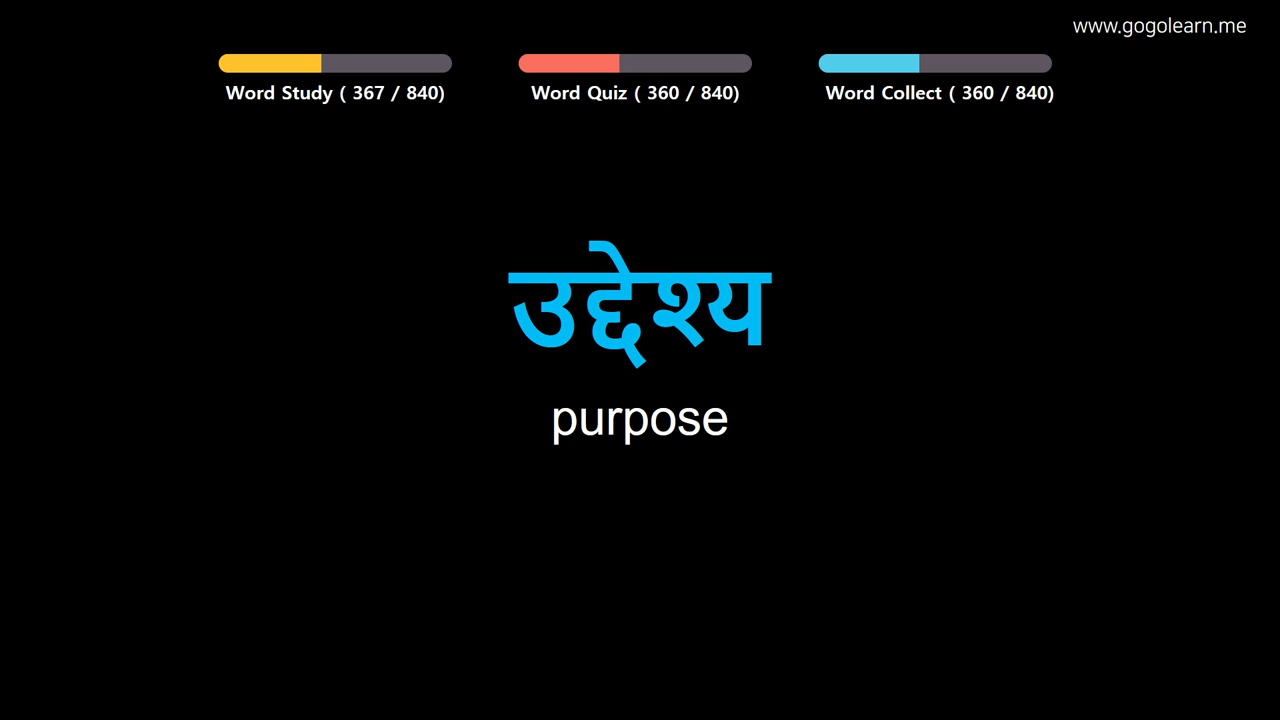 www.gogolearn.me
Word Study ( 367 / 840)
Word Quiz ( 360 / 840)
Word Collect ( 360 / 840)
उद्देश्य
purpose